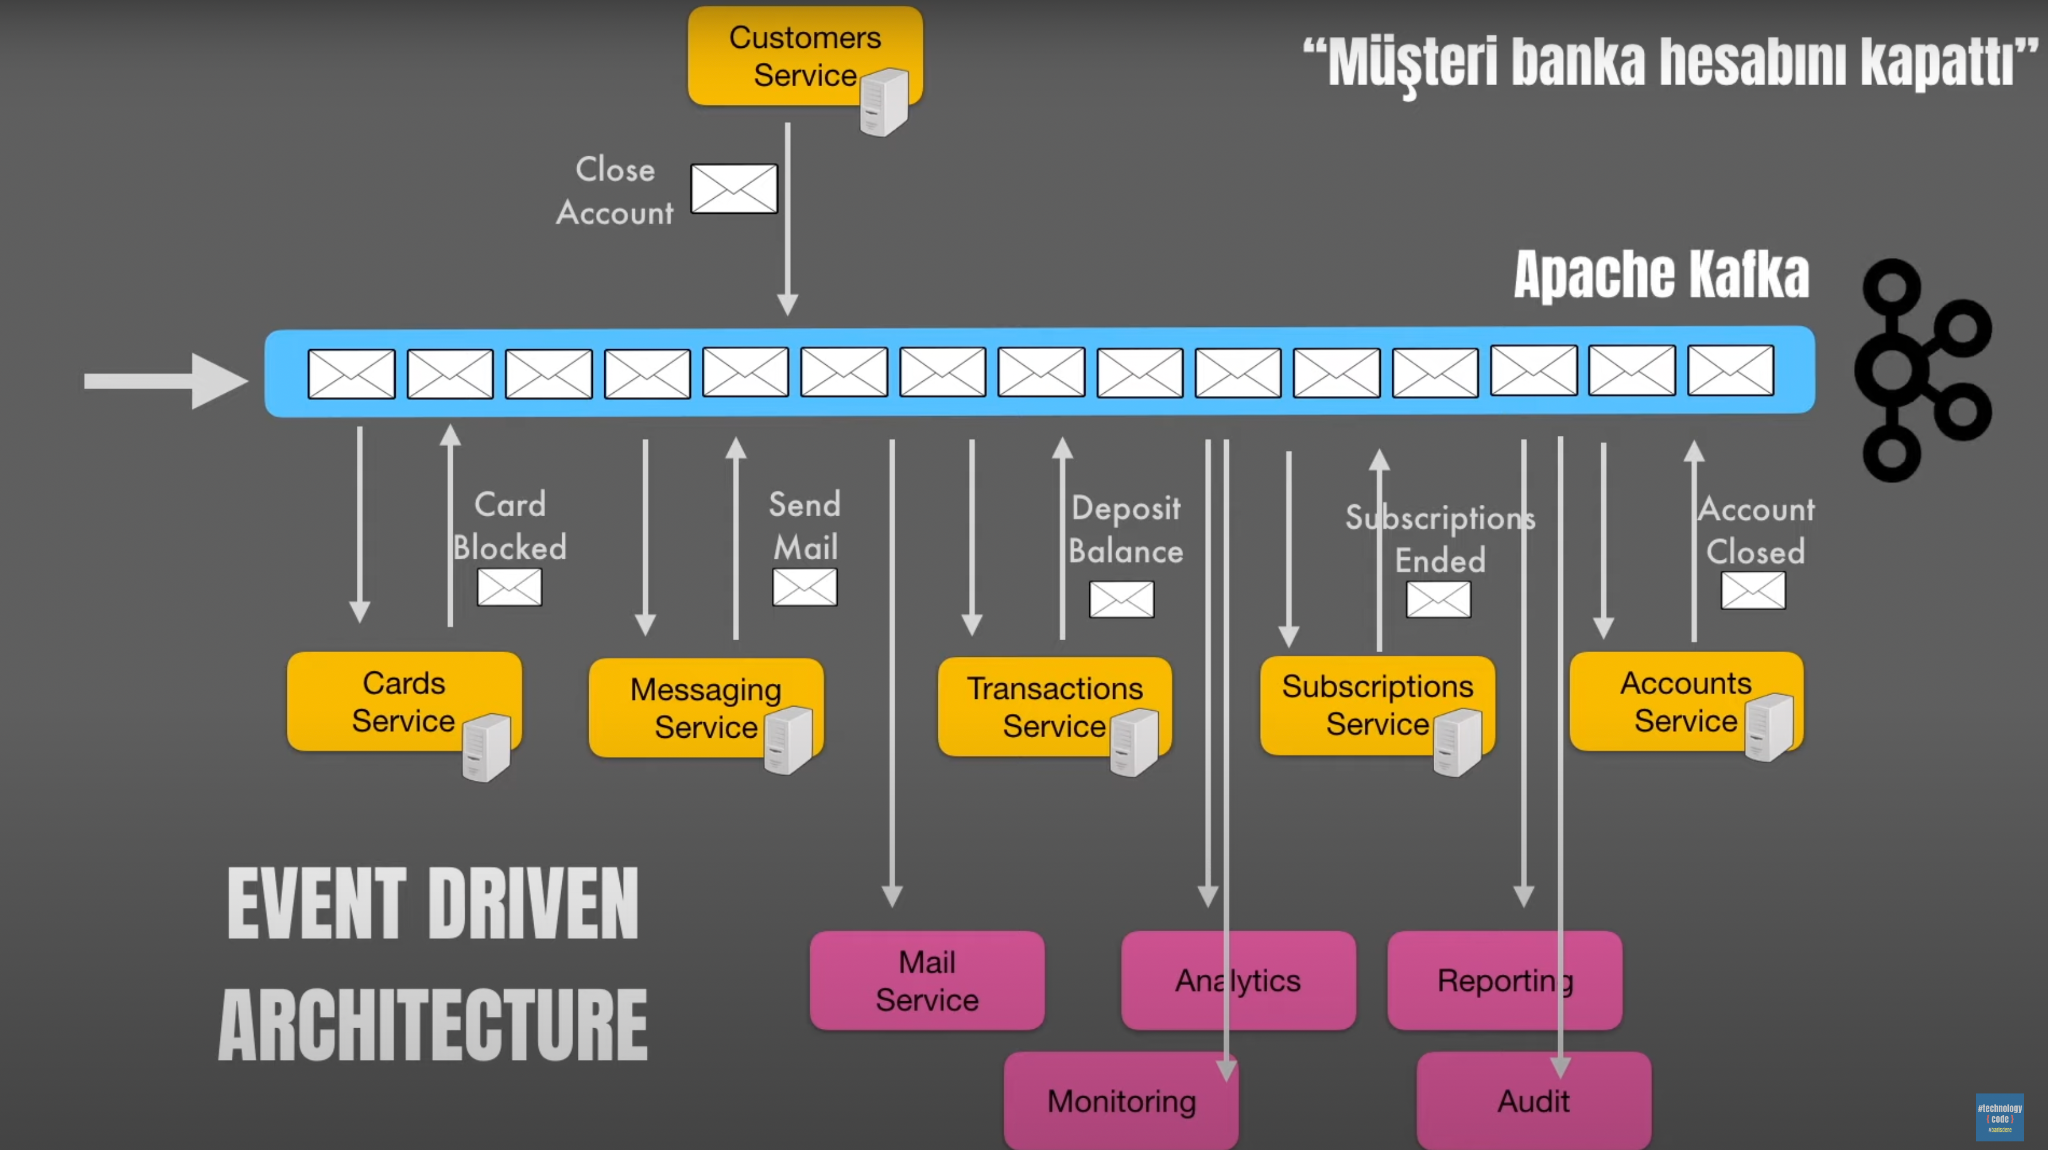 Customers
Service
“Müşteri banka hesabını kapattı”
Close
Account
Apache Kafka
Card
Blocked
Send
Mail
Deposit
Balance
Subscriptions
Ended
Account
Closed
Cards
Service
Messaging
Service
Transactions
Service
Subscriptions
Service
Accounts
Service
EVENT DRIVEN
ARCHITECTURE
Mail
Service
Analytics
Reporting
Monitoring
Audit
#technology
{ code }